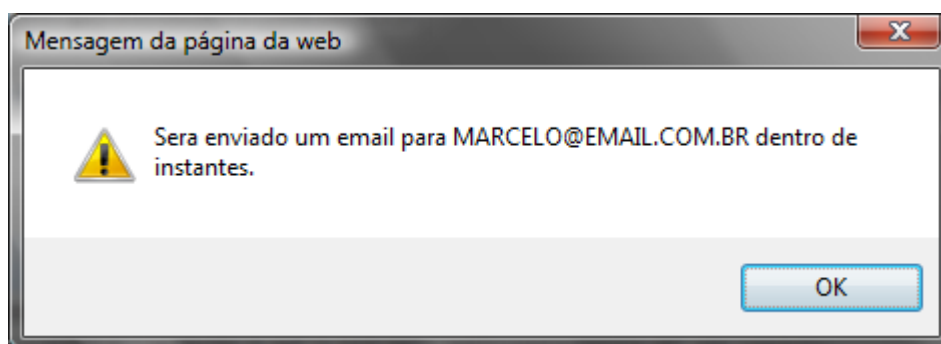 Mensagem da página da web
Sera enviado um email para MARCELO@EMAIL.COM.BR dentro de
instantes.
OK